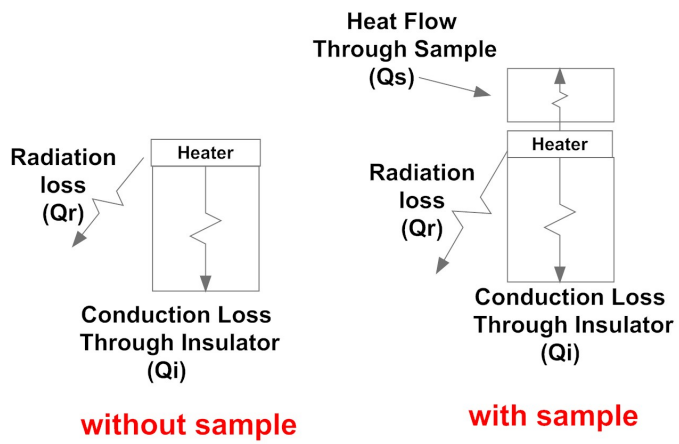 Heater
Radiation
loss
(Qr)
Conduction Loss
Through Insulator
(Qi)
without sample
Heat Flow
Through Sample
(Qs)
Heater
Radiation
loss
(Qr)
Conduction Loss
Through Insulator
(Qi)
with sample